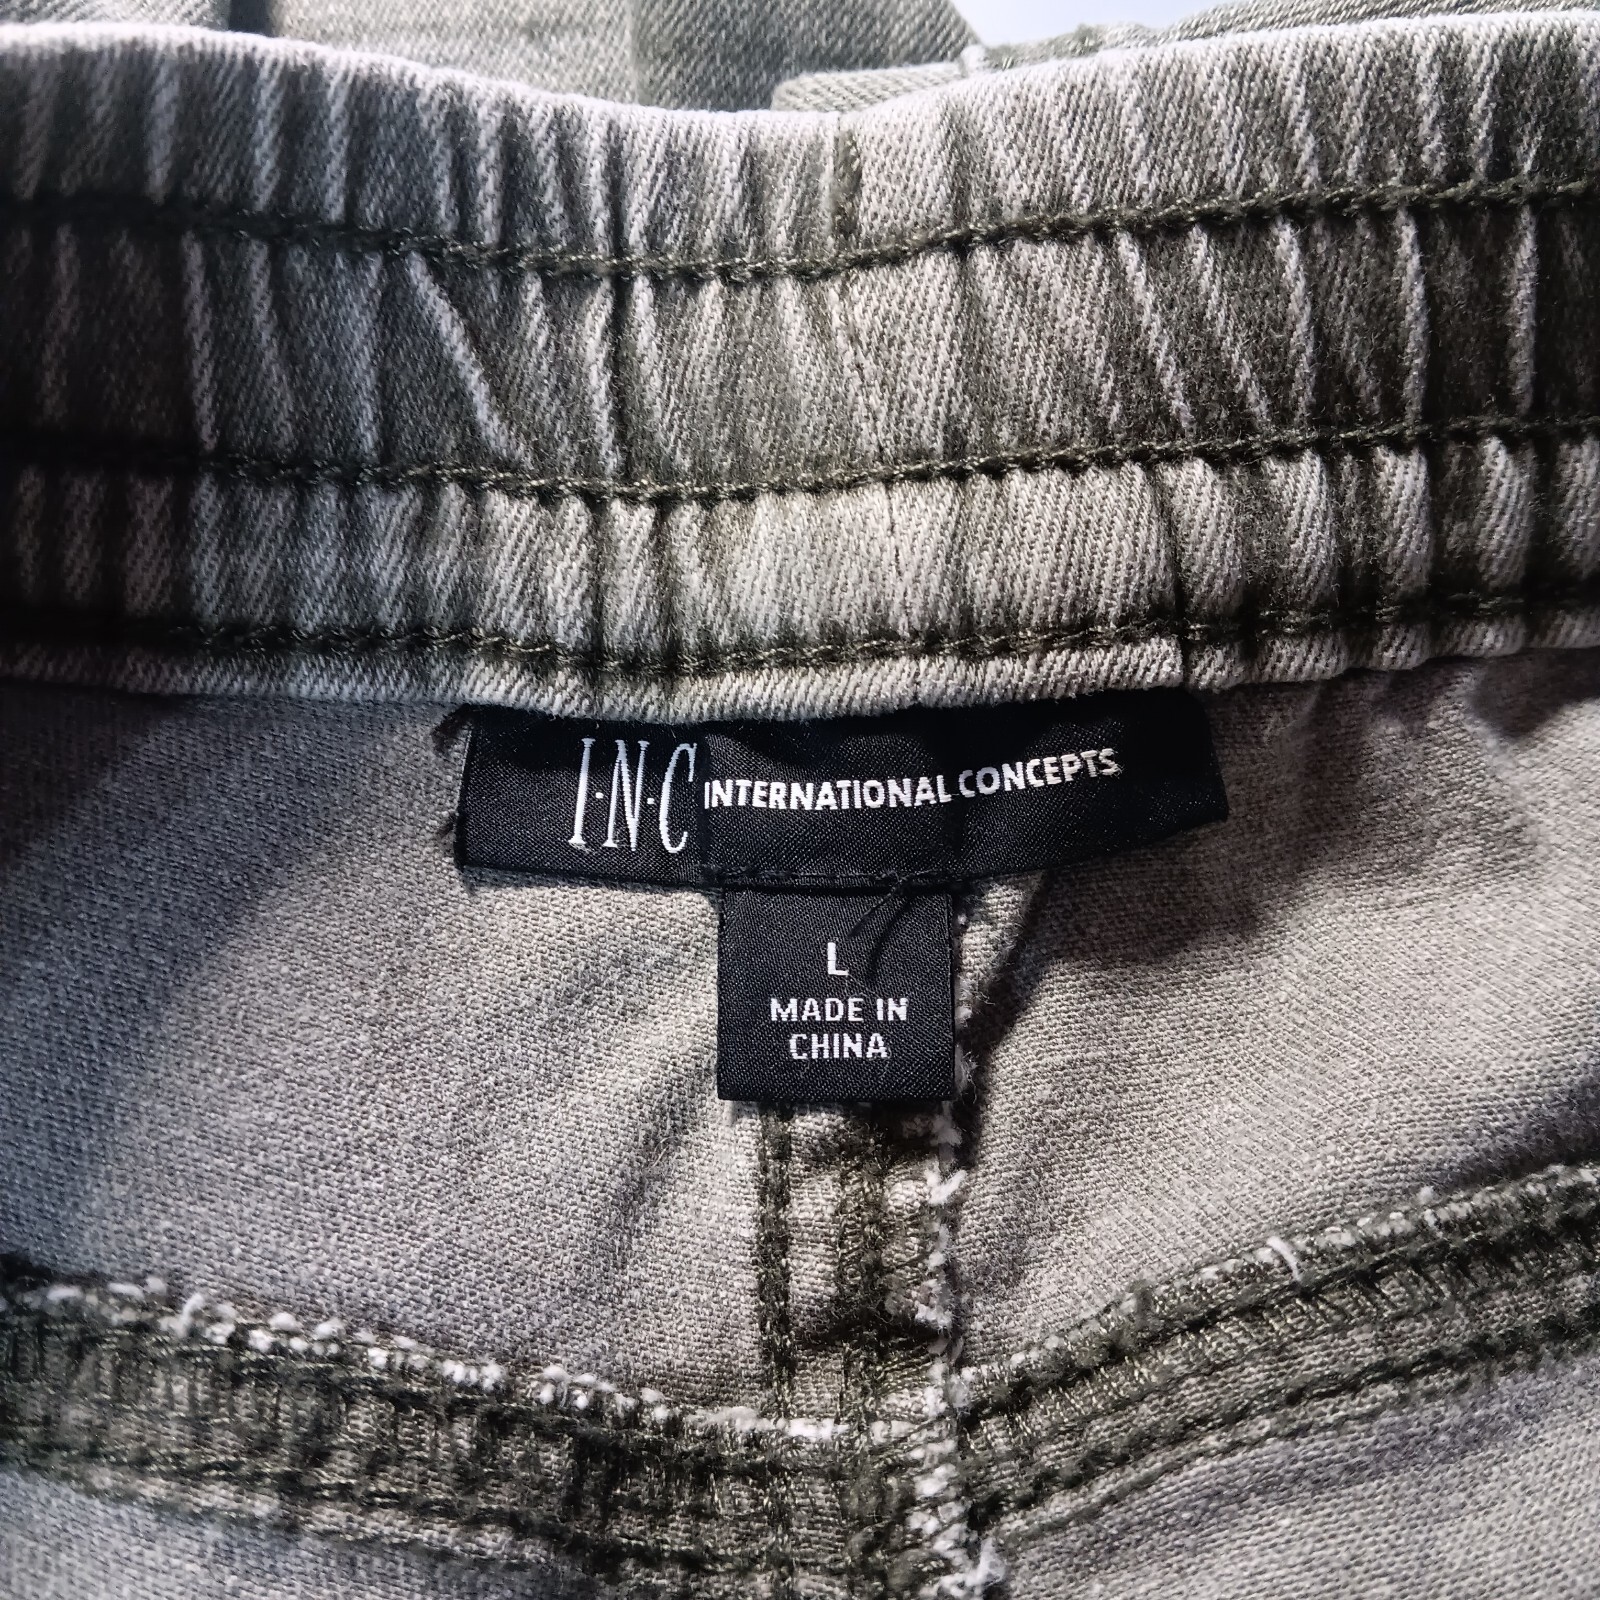 I·N·C INTERNATIONAL CONCEPTS
L
MADE IN
CHINA